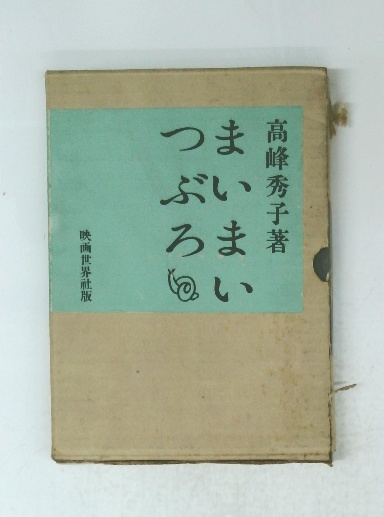 高峰秀子著
まいまい
つぶろ
映画世界社版